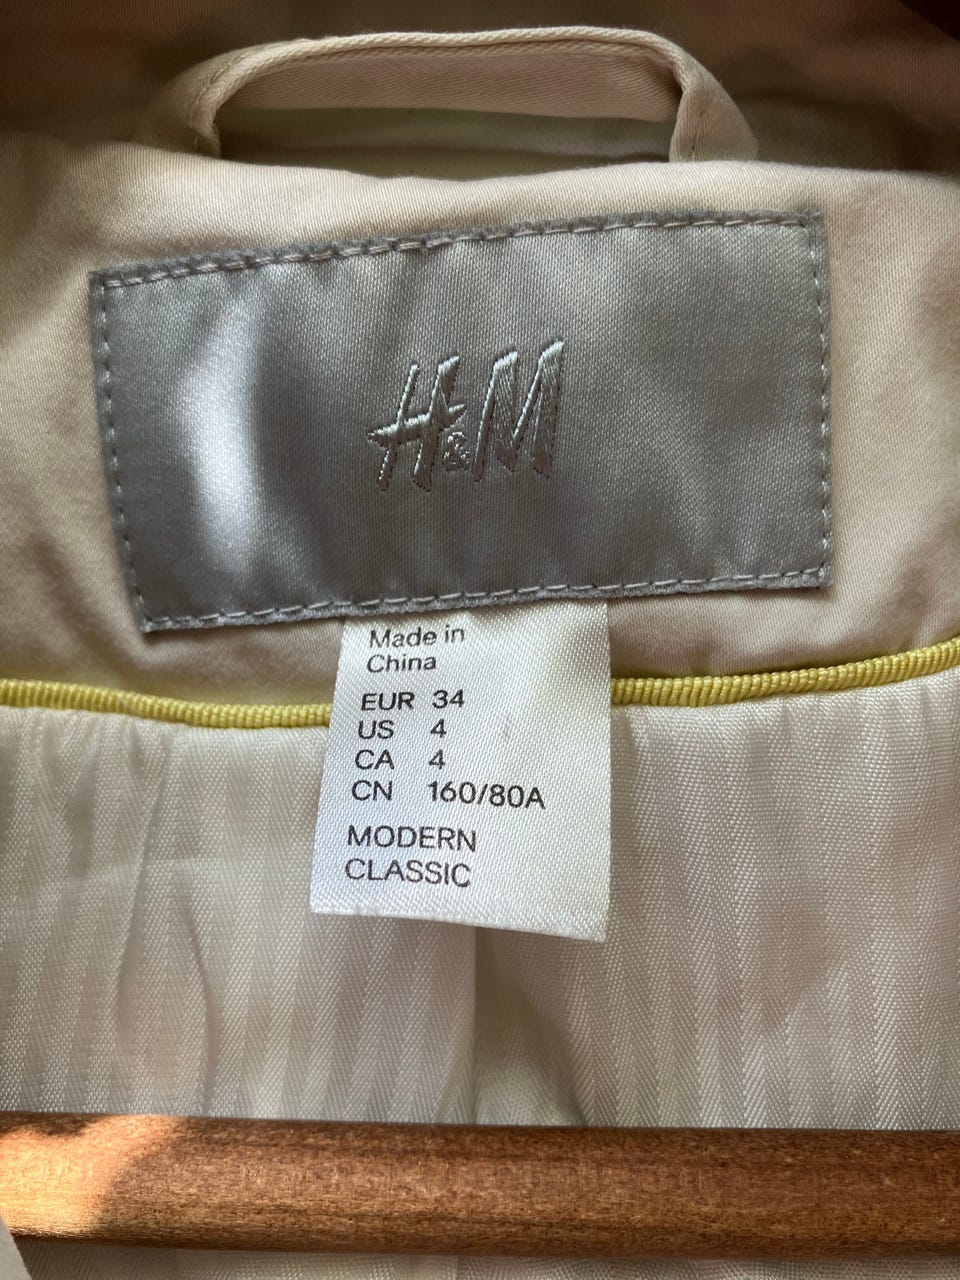 H&M
Made in
China
EUR 34
US 4
CA 4
CN 160/80A
MODERN
CLASSIC